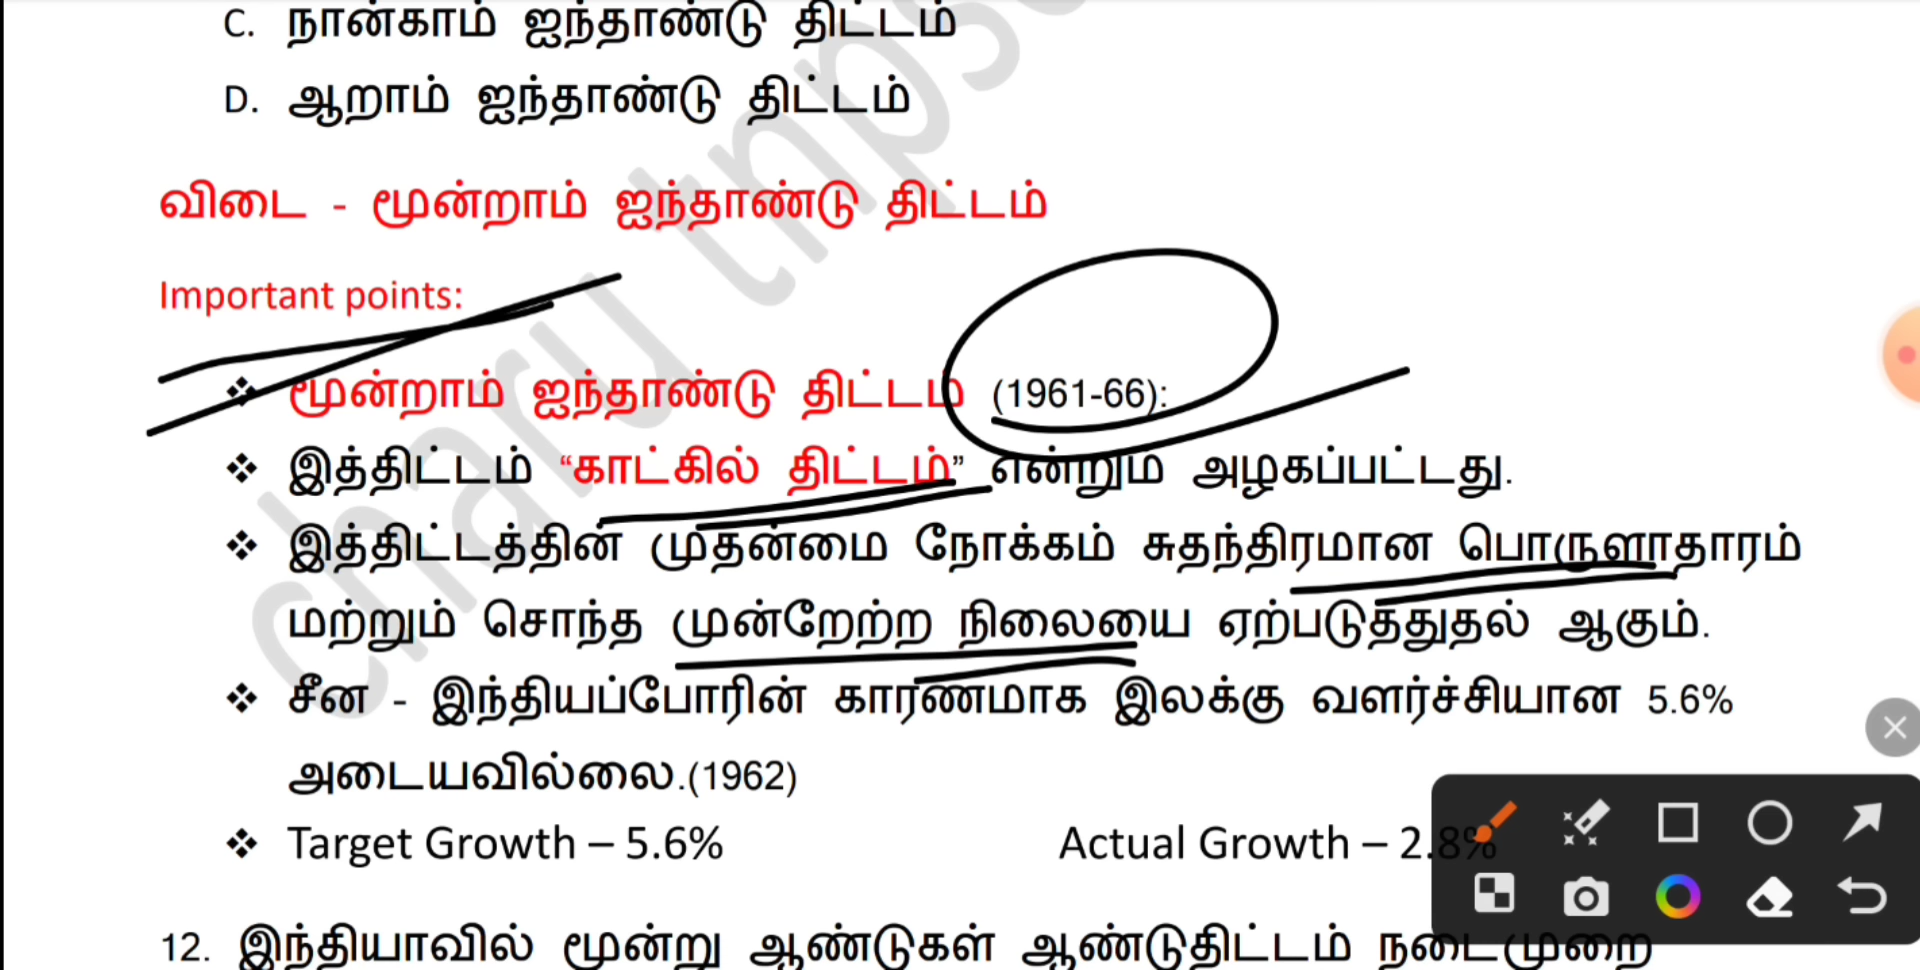 C. நான்காம் ஐந்தாண்டு திட்டம்
D. ஆறாம் ஐந்தாண்டு திட்டம்
விடை - மூன்றாம் ஐந்தாண்டு திட்டம்
Important points:
❖ மூன்றாம் ஐந்தாண்டு திட்டம் (1961-66):
❖ இத்திட்டம் “காட்கில் திட்டம்” என்றும் அழகப்பட்டது.
❖ இத்திட்டத்தின் முதன்மை நோக்கம் சுதந்திரமான பொருளாதாரம்
மற்றும் சொந்த முன்றேற்ற நிலையை ஏற்படுத்துதல் ஆகும்.
❖ சீன - இந்தியப்போரின் காரணமாக இலக்கு வளர்ச்சியான 5.6%
அடையவில்லை.(1962)
❖ Target Growth – 5.6% Actual Growth – 2.8%
12. இந்தியாவில் மூன்று ஆண்டுகள் ஆண்டுதிட்டம் நடைமுறை
charu tnps